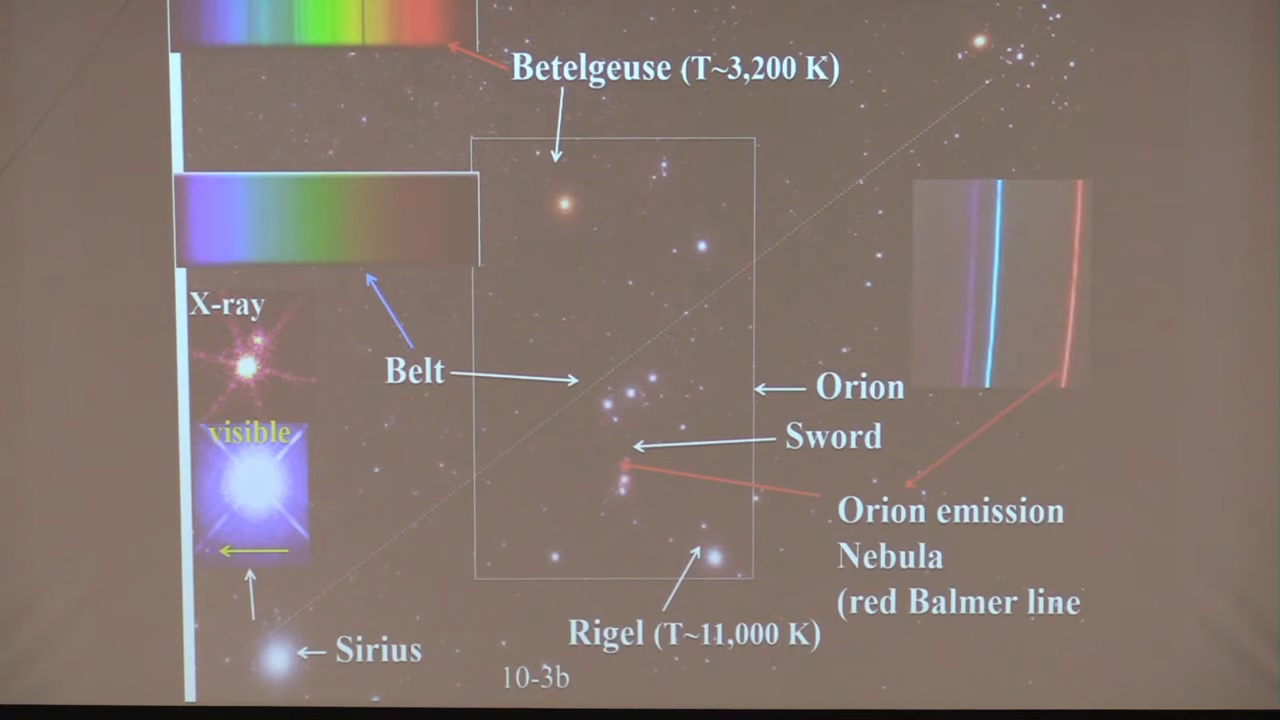 Betelgeuse (T~3,200 K)
X-ray
Belt
Orion
visible
Sword
Orion emission
Nebula
(red Balmer line
Rigel (T~11,000 K)
Sirius
10-3b